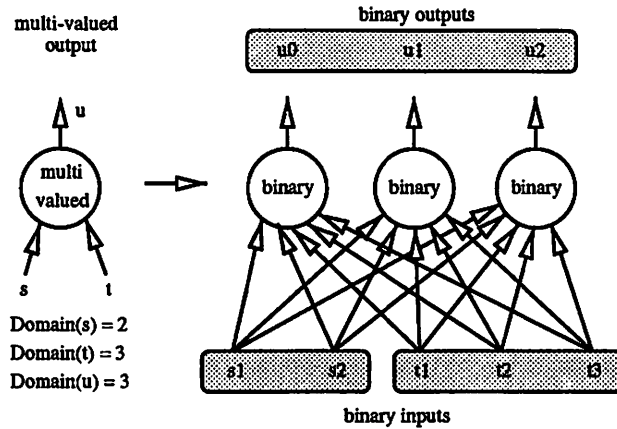 multi-valued
output
binary outputs
u0 u1 u2
u
multi
valued
binary binary binary
s t
Domain(s) = 2
Domain(t) = 3
Domain(u) = 3
s1 s2 t1 t2 t3
binary inputs